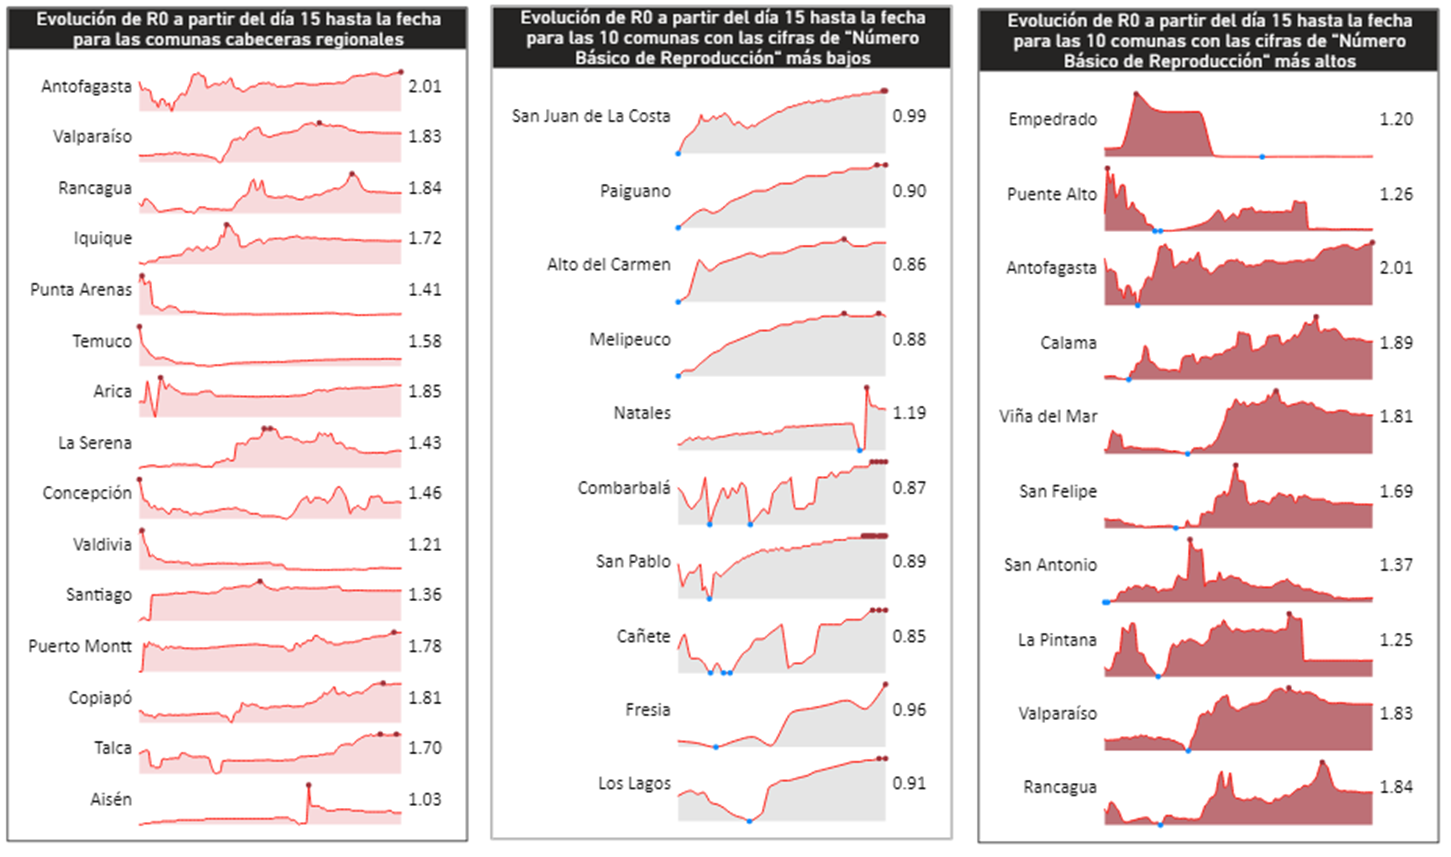 Evolución de R0 a partir del día 15 hasta la fecha
para las comunas cabeceras regionales
Antofagasta 2.01
Valparaíso 1.83
Rancagua 1.84
Iquique 1.72
Punta Arenas 1.41
Temuco 1.58
Arica 1.85
La Serena 1.43
Concepción 1.46
Valdivia 1.21
Santiago 1.36
Puerto Montt 1.78
Copiapó 1.81
Talca 1.70
Aisén 1.03
Evolución de R0 a partir del día 15 hasta la fecha
para las 10 comunas con las cifras de "Número
Básico de Reproducción" más bajos
San Juan de La Costa 0.99
Paiguano 0.90
Alto del Carmen 0.86
Melipeuco 0.88
Natales 1.19
Combarbalá 0.87
San Pablo 0.89
Cañete 0.85
Fresia 0.96
Los Lagos 0.91
Evolución de R0 a partir del día 15 hasta la fecha
para las 10 comunas con las cifras de "Número
Básico de Reproducción" más altos
Empedrado 1.20
Puente Alto 1.26
Antofagasta 2.01
Calama 1.89
Viña del Mar 1.81
San Felipe 1.69
San Antonio 1.37
La Pintana 1.25
Valparaíso 1.83
Rancagua 1.84